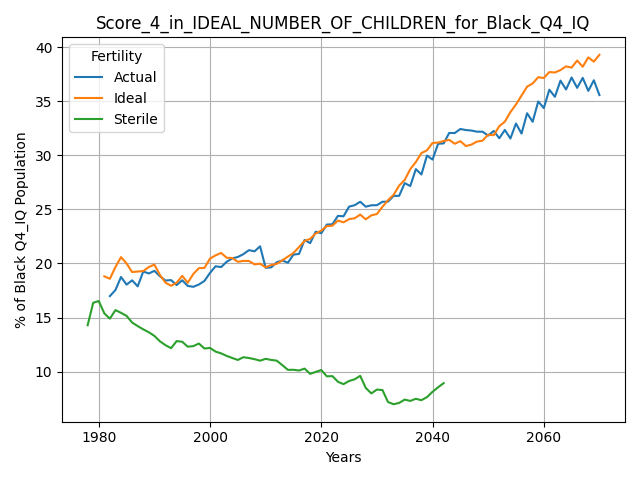 Score_4_in_IDEAL_NUMBER_OF_CHILDREN_for_Black_Q4_IQ
Fertility
Actual
Ideal
Sterile
% of Black Q4_IQ Population
40
35
30
25
20
15
10
1980 2000 2020 2040 2060
Years